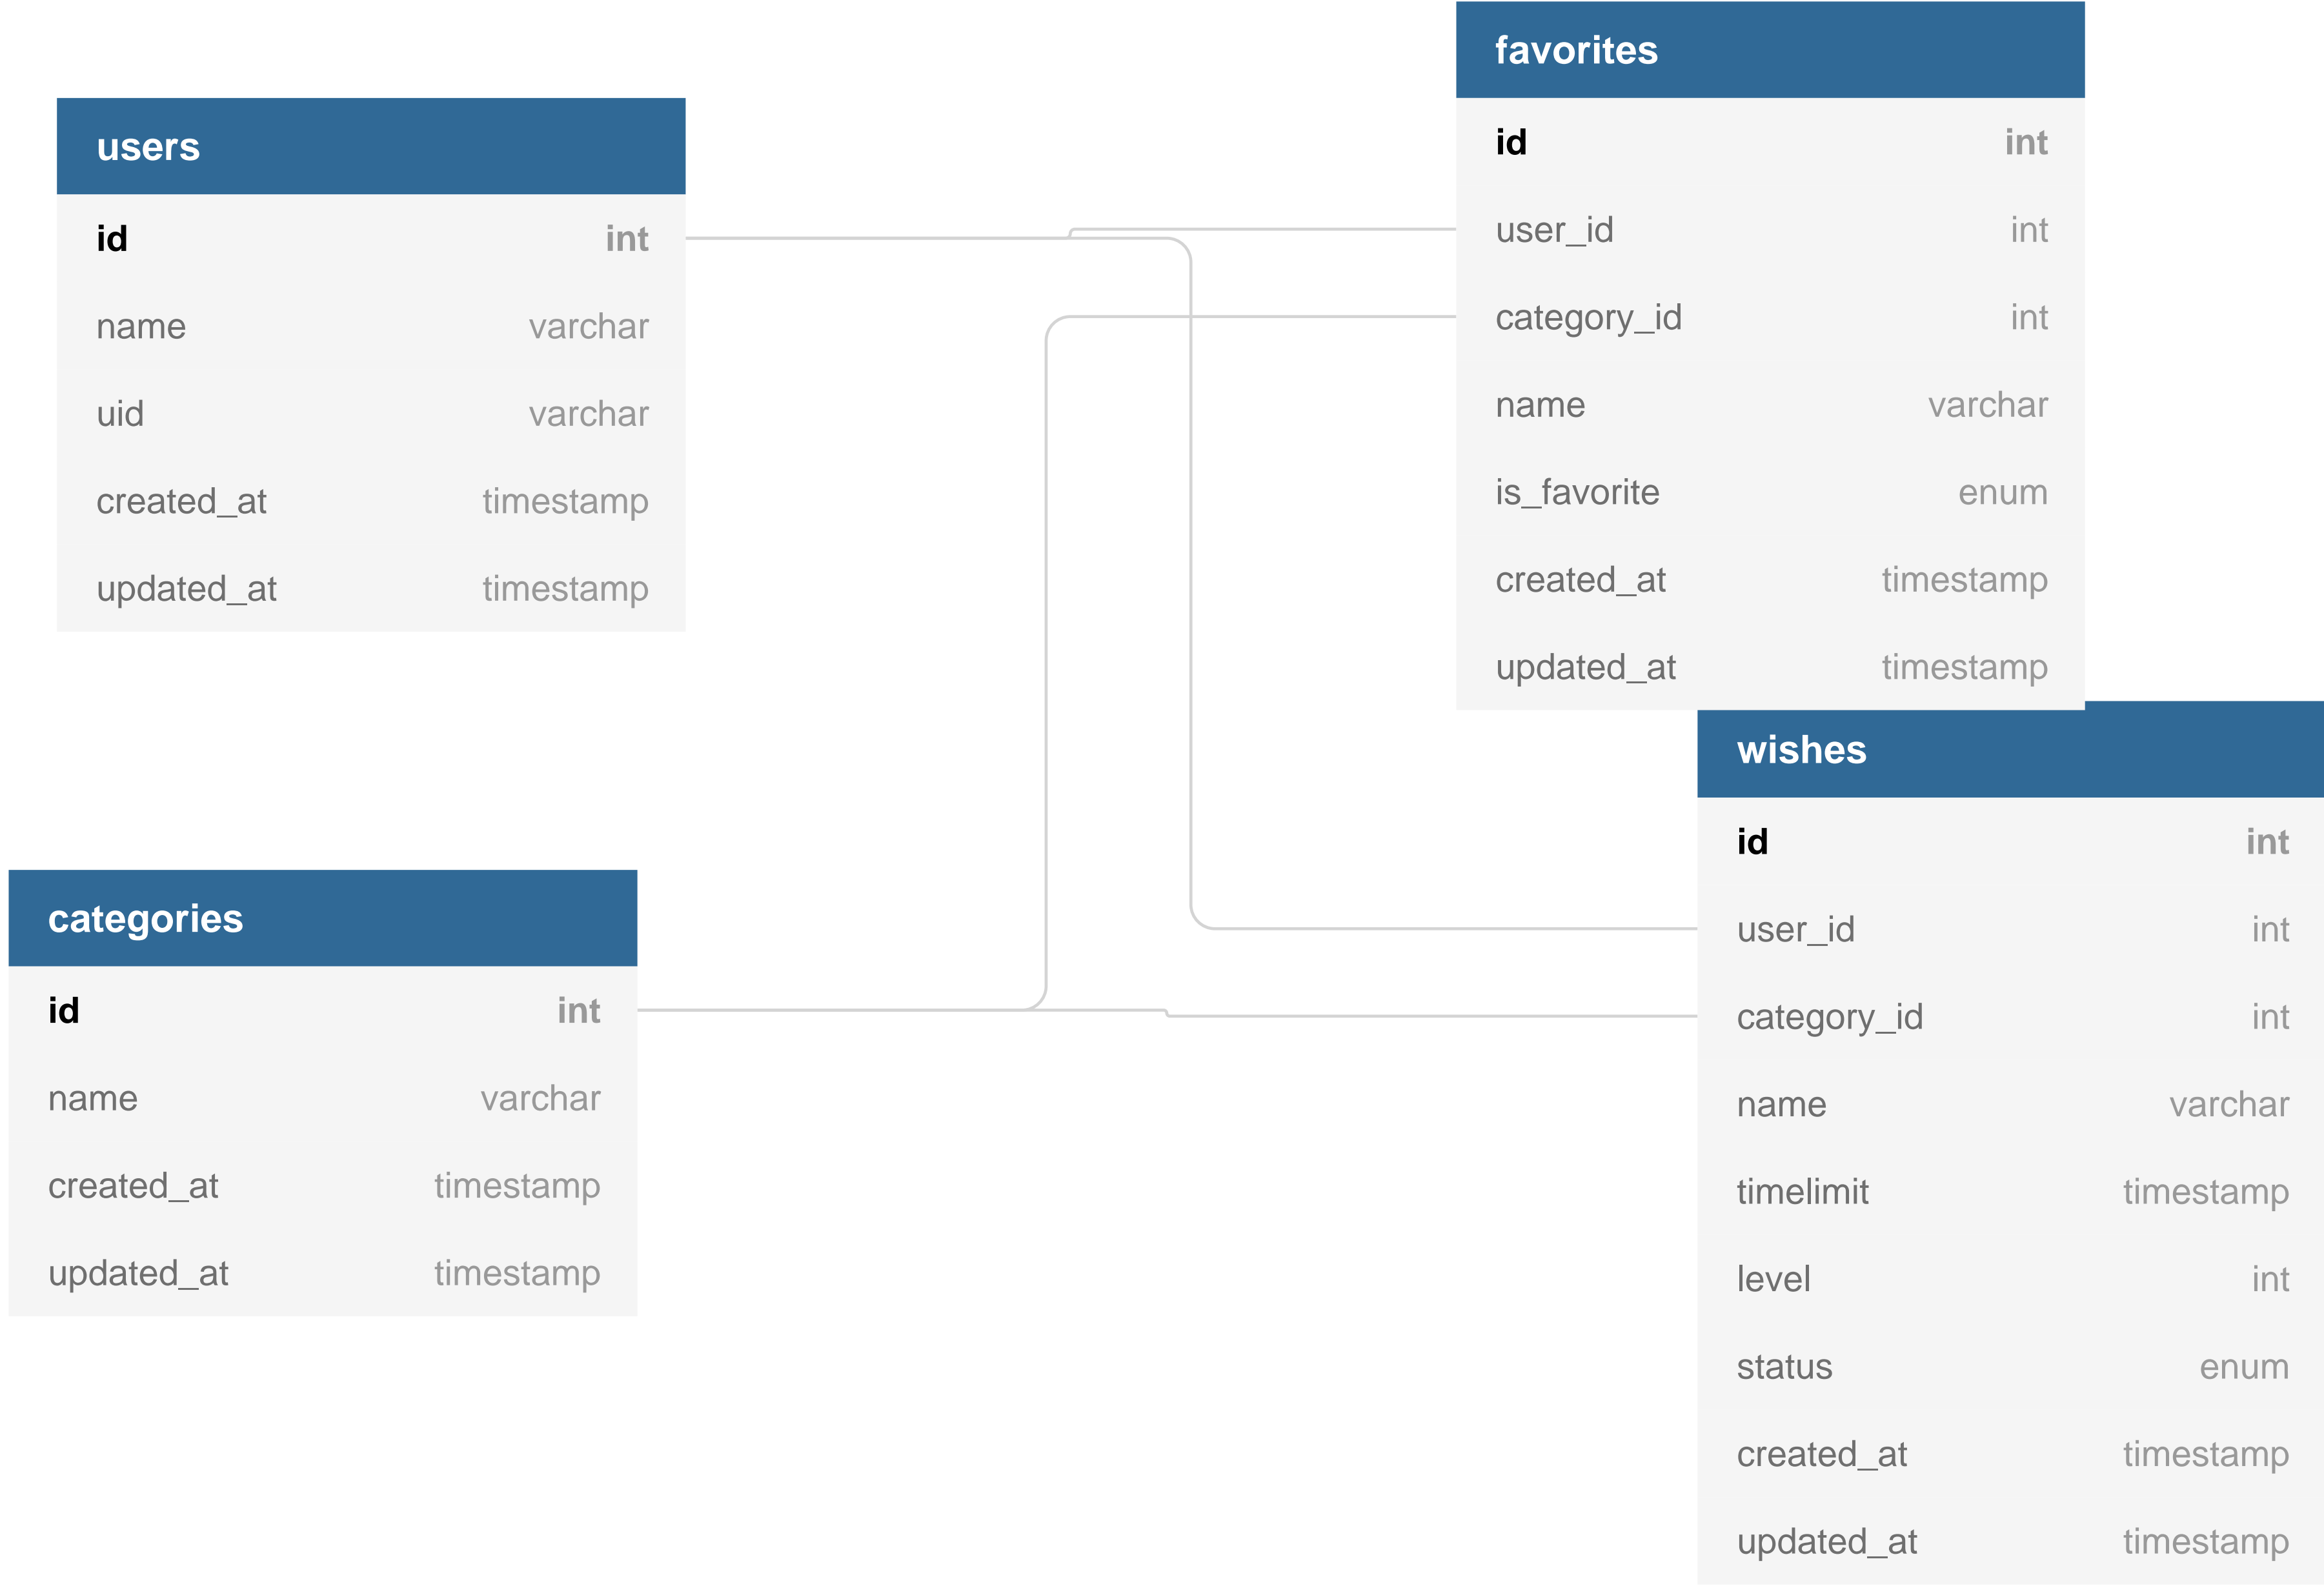 users
id int
name varchar
uid varchar
created_at timestamp
updated_at timestamp
favorites
id int
user_id int
category_id int
name varchar
is_favorite enum
created_at timestamp
updated_at timestamp
categories
id int
name varchar
created_at timestamp
updated_at timestamp
wishes
id int
user_id int
category_id int
name varchar
timelimit timestamp
level int
status enum
created_at timestamp
updated_at timestamp